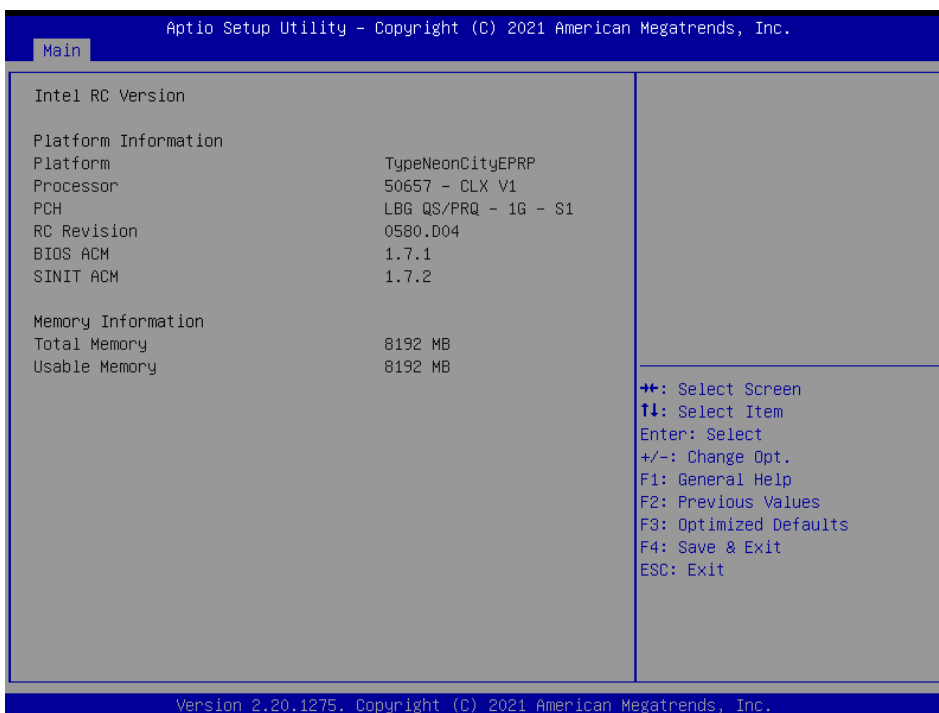 Aptio Setup Utility – Copyright (C) 2021 American Megatrends, Inc.
Main
Intel RC Version
Platform Information
Platform TypeNeonCityEPRP
Processor 50657 – CLX V1
PCH LBG QS/PRQ – 1G – S1
RC Revision 0580.D04
BIOS ACM 1.7.1
SINIT ACM 1.7.2
Memory Information
Total Memory 8192 MB
Usable Memory 8192 MB
→←: Select Screen
↑↓: Select Item
Enter: Select
+/-: Change Opt.
F1: General Help
F2: Previous Values
F3: Optimized Defaults
F4: Save & Exit
ESC: Exit
Version 2.20.1275. Copyright (C) 2021 American Megatrends, Inc.